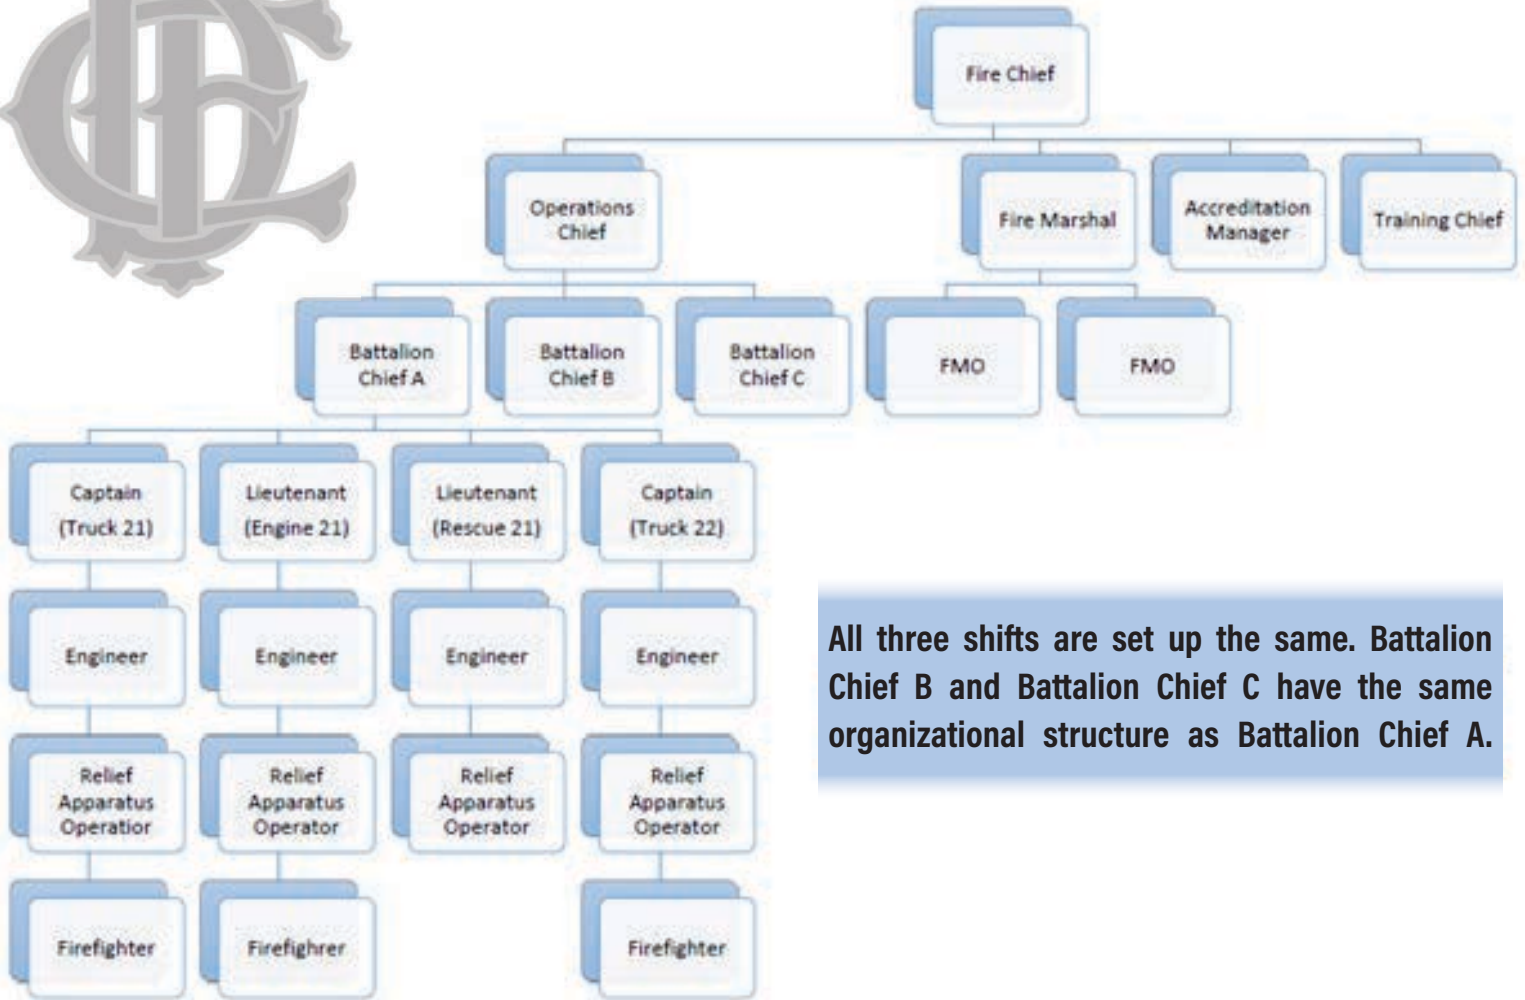 Fire Chief
Operations
Chief
Fire Marshal
Accreditation
Manager
Training Chief
Battalion
Chief A
Battalion
Chief B
Battalion
Chief C
FMO
FMO
Captain
(Truck 21)
Lieutenant
(Engine 21)
Lieutenant
(Rescue 21)
Captain
(Truck 22)
Engineer
Engineer
Engineer
Engineer
Relief
Apparatus
Operatior
Relief
Apparatus
Operator
Relief
Apparatus
Operator
Relief
Apparatus
Operator
Firefighter
Firefighrer
Firefighter
All three shifts are set up the same. Battalion
Chief B and Battalion Chief C have the same
organizational structure as Battalion Chief A.